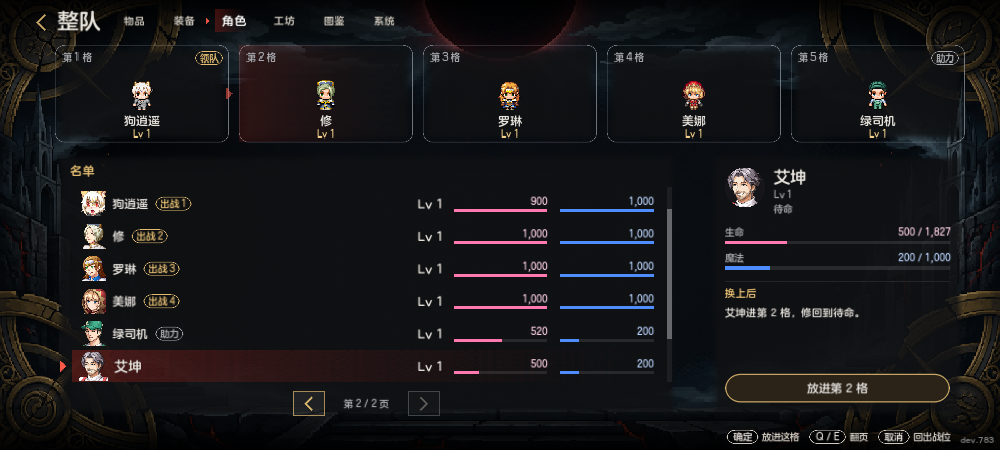 整队 物品 装备 角色 工坊 图鉴 系统
第1格 领队 第2格 第3格 第4格 第5格 助力
狗逍遥 修 罗琳 美娜 绿司机
Lv 1 Lv 1 Lv 1 Lv 1 Lv 1
名单
狗逍遥 出战1 Lv 1 900 1,000
修 出战2 Lv 1 1,000 1,000
罗琳 出战3 Lv 1 1,000 1,000
美娜 出战4 Lv 1 1,000 1,000
绿司机 助力 Lv 1 520 200
艾坤 Lv 1 500 200
第 2 / 2 页
艾坤
Lv 1
待命
生命 500 / 1,827
魔法 200 / 1,000
换上后
艾坤进第 2 格，修回到待命。
放进第 2 格
确定 放进这格 Q / E 翻页 取消 回出战位 dev.783